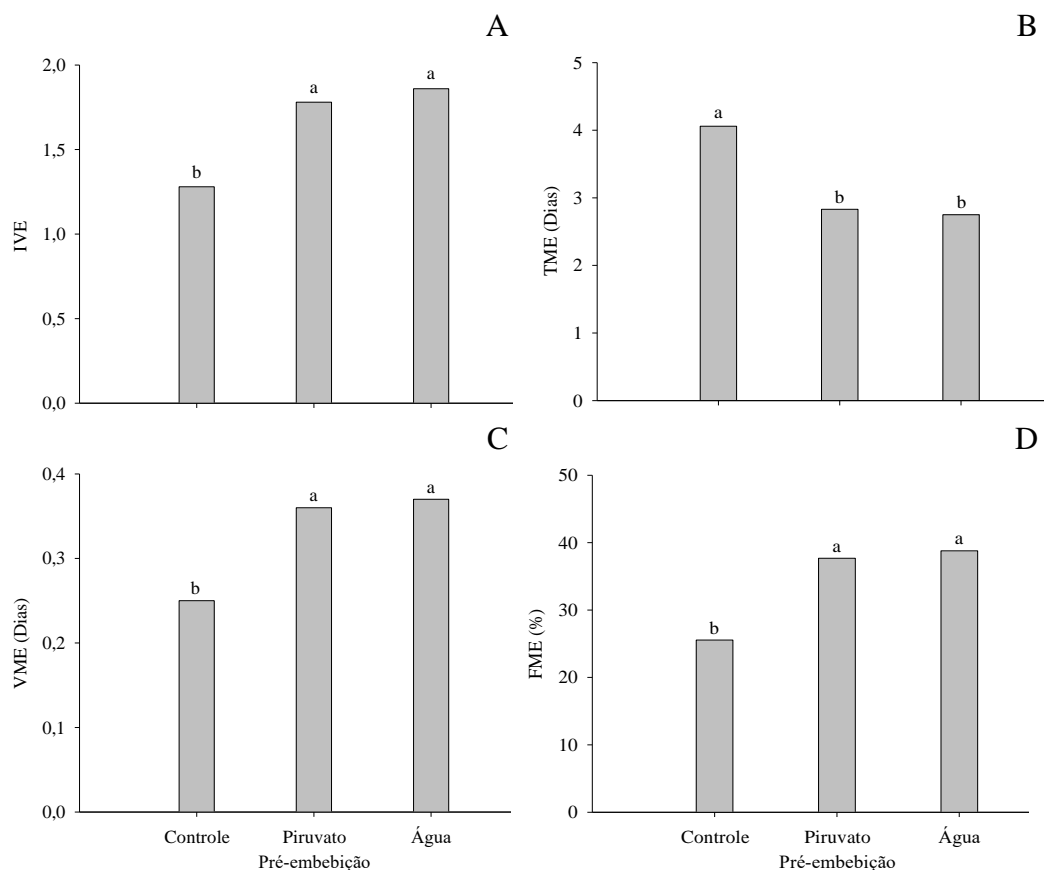 A
2,0
1,5
1,0
0,5
0,0
IVE
b
a
a
B
5
4
3
2
1
0
TME (Dias)
a
b
b
C
0,4
0,3
0,2
0,1
0,0
VME (Dias)
b
a
a
Controle Piruvato Água
Pré-embebição
D
50
40
30
20
10
0
FME (%)
b
a
a
Controle Piruvato Água
Pré-embebição